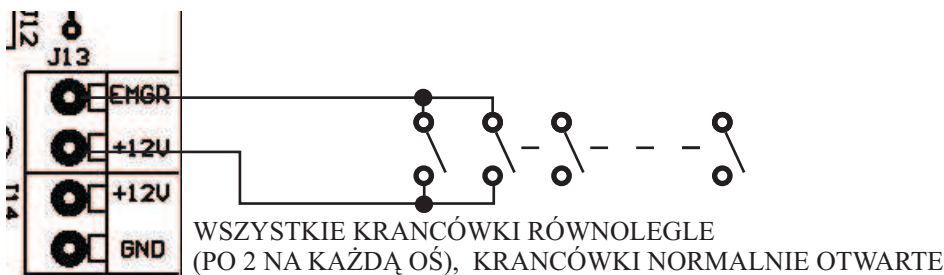 J12
J13
EMGR
+12V
+12V
J14
GND
WSZYSTKIE KRANCÓWKI RÓWNOLEGLE
(PO 2 NA KAŻDĄ OŚ), KRANCÓWKI NORMALNIE OTWARTE